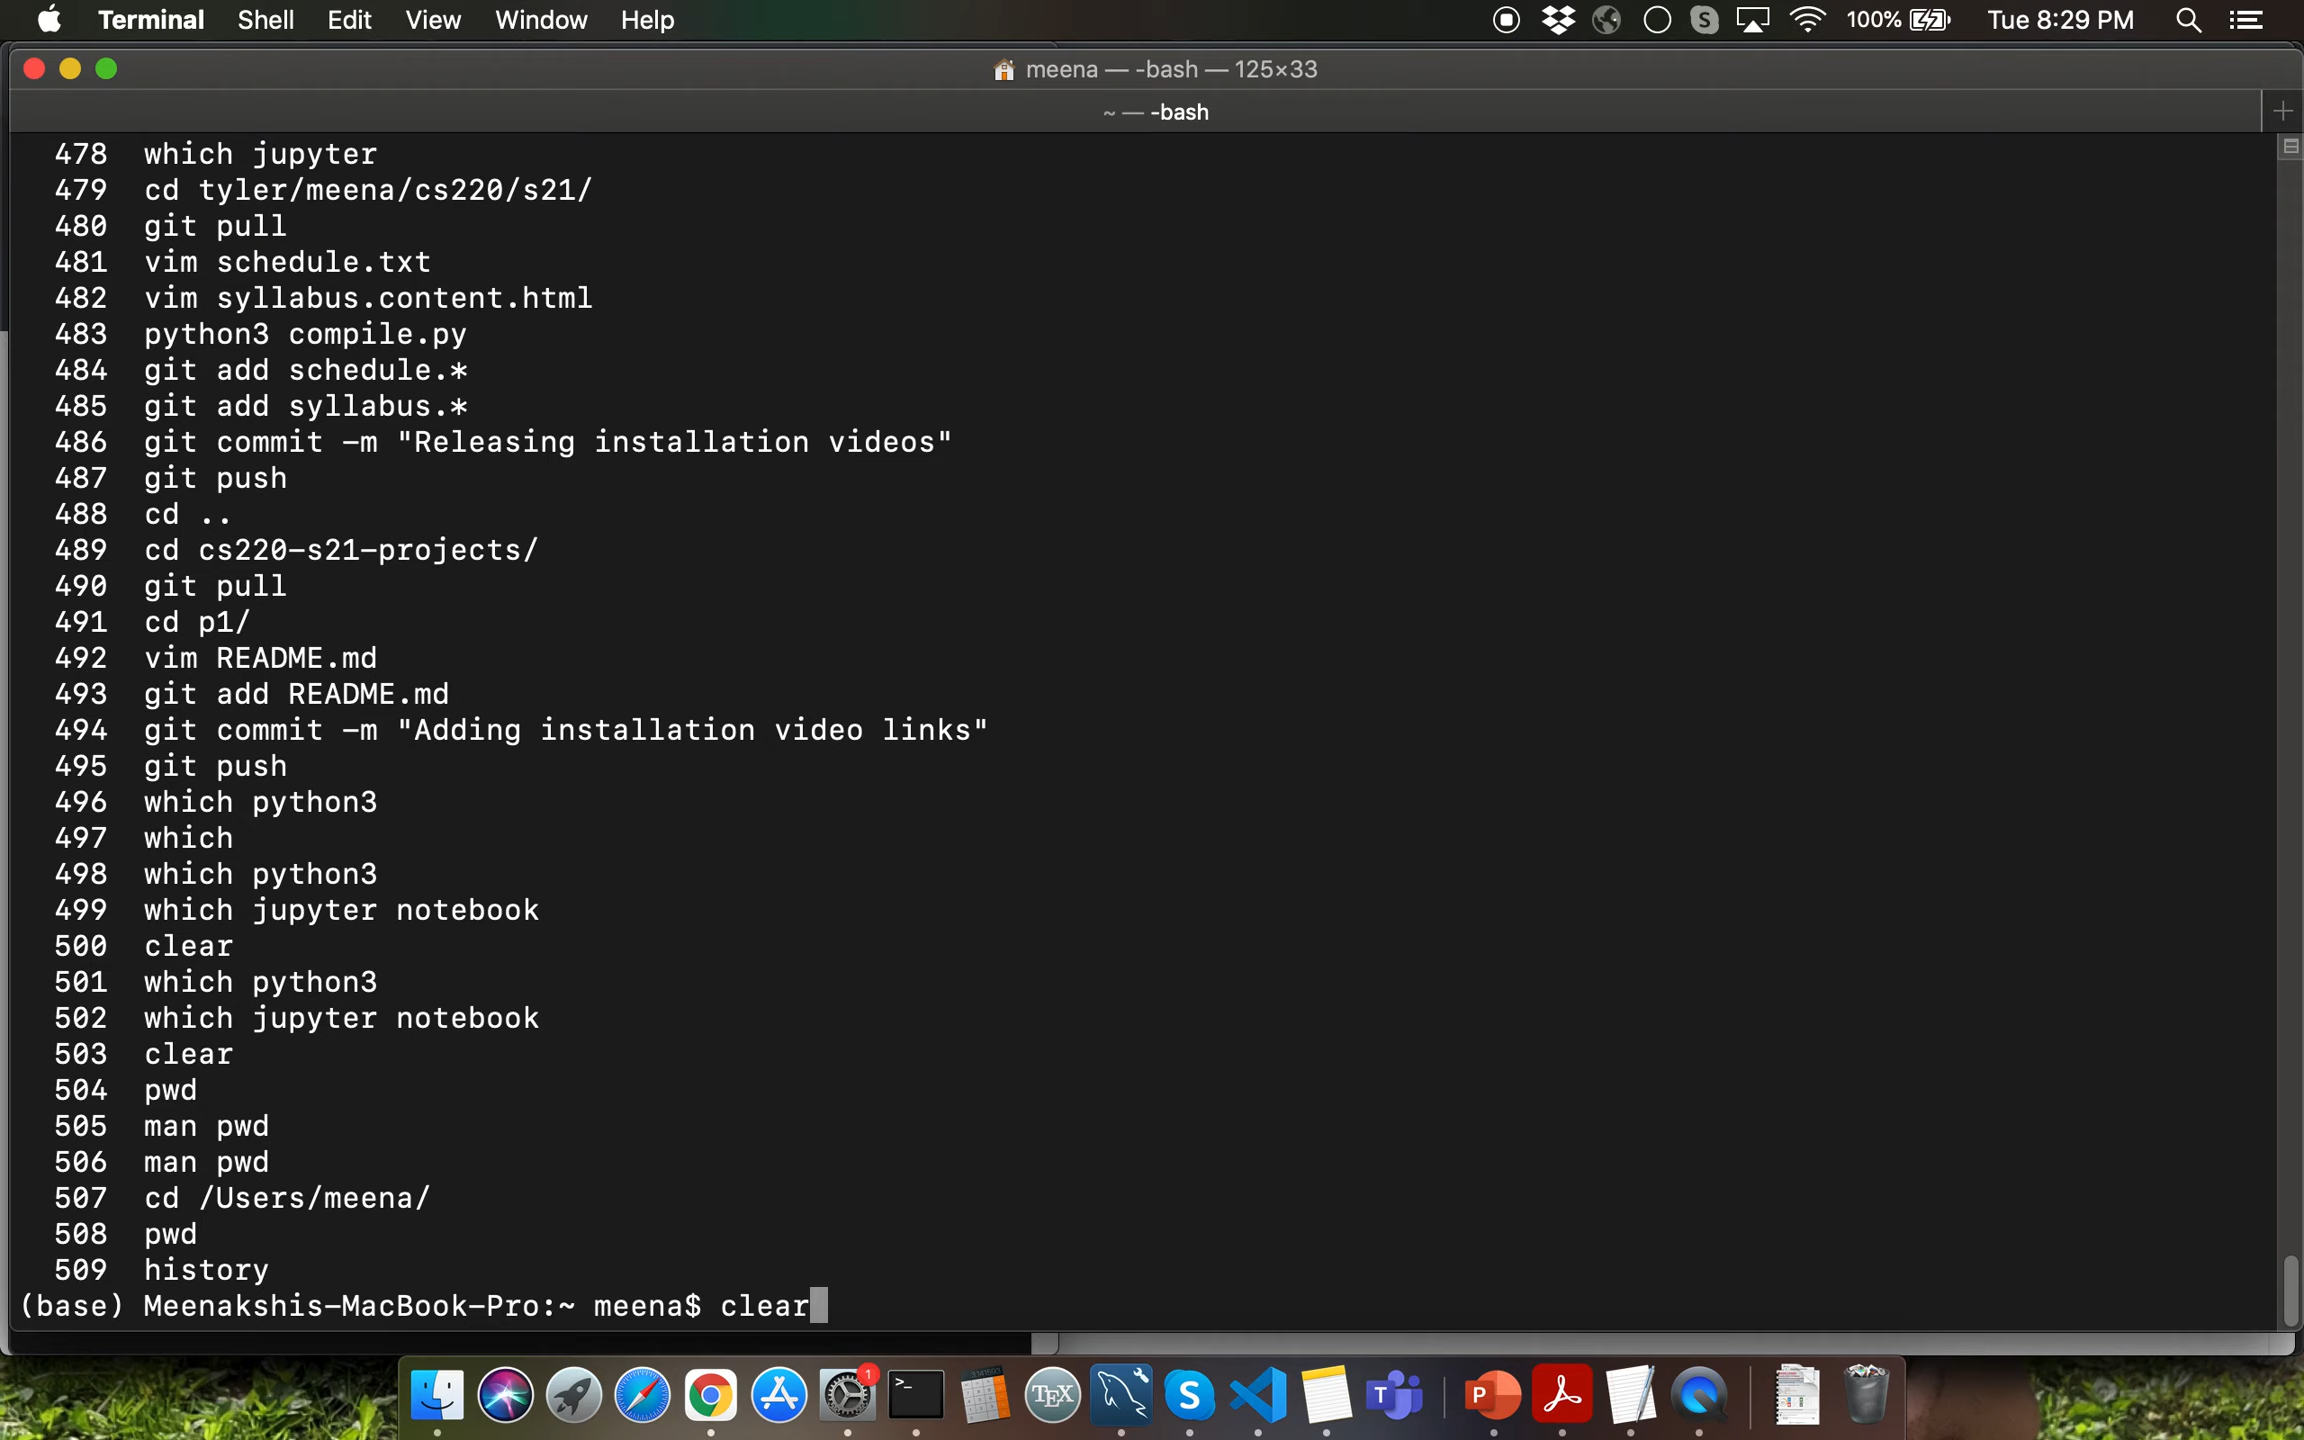 Terminal Shell Edit View Window Help 100% Tue 8:29 PM
meena — -bash — 125×33
~ — -bash
478 which jupyter
479 cd tyler/meena/cs220/s21/
480 git pull
481 vim schedule.txt
482 vim syllabus.content.html
483 python3 compile.py
484 git add schedule.*
485 git add syllabus.*
486 git commit -m "Releasing installation videos"
487 git push
488 cd ..
489 cd cs220-s21-projects/
490 git pull
491 cd p1/
492 vim README.md
493 git add README.md
494 git commit -m "Adding installation video links"
495 git push
496 which python3
497 which
498 which python3
499 which jupyter notebook
500 clear
501 which python3
502 which jupyter notebook
503 clear
504 pwd
505 man pwd
506 man pwd
507 cd /Users/meena/
508 pwd
509 history
(base) Meenakshis-MacBook-Pro:~ meena$ clear